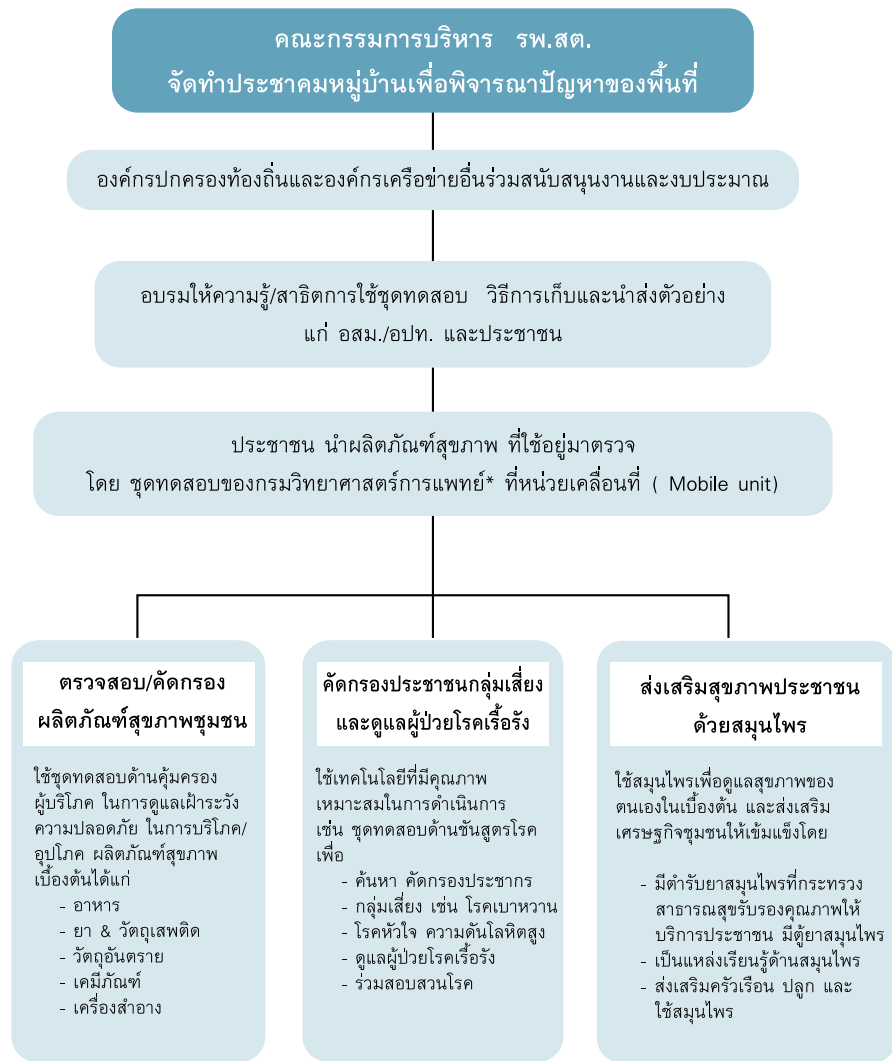 คณะกรรมการบริหาร รพ.สต.
จัดทำประชาคมหมู่บ้านเพื่อพิจารณาปัญหาของพื้นที่
องค์กรปกครองท้องถิ่นและองค์กรเครือข่ายอื่นร่วมสนับสนุนงานและงบประมาณ
อบรมให้ความรู้/สาธิตการใช้ชุดทดสอบ วิธีการเก็บและนำส่งตัวอย่าง
แก่ อสม./อปท. และประชาชน
ประชาชน นำผลิตภัณฑ์สุขภาพ ที่ใช้อยู่มาตรวจ
โดย ชุดทดสอบของกรมวิทยาศาสตร์การแพทย์* ที่หน่วยเคลื่อนที่ ( Mobile unit)
ตรวจสอบ/คัดกรอง
ผลิตภัณฑ์สุขภาพชุมชน
ใช้ชุดทดสอบด้านคุ้มครอง
ผู้บริโภค ในการดูแลเฝ้าระวัง
ความปลอดภัย ในการบริโภค/
อุปโภค ผลิตภัณฑ์สุขภาพ
เบื้องต้นได้แก่
- อาหาร
- ยา & วัตถุเสพติด
- วัตถุอันตราย
- เคมีภัณฑ์
- เครื่องสำอาง
คัดกรองประชาชนกลุ่มเสี่ยง
และดูแลผู้ป่วยโรคเรื้อรัง
ใช้เทคโนโลยีที่มีคุณภาพ
เหมาะสมในการดำเนินการ
เช่น ชุดทดสอบด้านชันสูตรโรค
เพื่อ
- ค้นหา คัดกรองประชากร
- กลุ่มเสี่ยง เช่น โรคเบาหวาน
- โรคหัวใจ ความดันโลหิตสูง
- ดูแลผู้ป่วยโรคเรื้อรัง
- ร่วมสอบสวนโรค
ส่งเสริมสุขภาพประชาชน
ด้วยสมุนไพร
ใช้สมุนไพรเพื่อดูแลสุขภาพของ
ตนเองในเบื้องต้น และส่งเสริม
เศรษฐกิจชุมชนให้เข้มแข็งโดย
- มีตำรับยาสมุนไพรที่กระทรวง
สาธารณสุขรับรองคุณภาพให้
บริการประชาชน มีตู้ยาสมุนไพร
- เป็นแหล่งเรียนรู้ด้านสมุนไพร
- ส่งเสริมครัวเรือน ปลูก และ
ใช้สมุนไพร